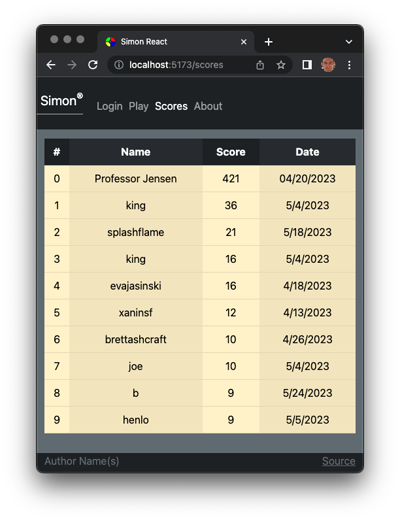 Simon React
localhost:5173/scores
Simon®
Login Play Scores About
# Name Score Date
0 Professor Jensen 421 04/20/2023
1 king 36 5/4/2023
2 splashflame 21 5/18/2023
3 king 16 5/4/2023
4 evajasinski 16 4/18/2023
5 xaninsf 12 4/13/2023
6 brettashcraft 10 4/26/2023
7 joe 10 5/4/2023
8 b 9 5/24/2023
9 henlo 9 5/5/2023
Author Name(s) Source